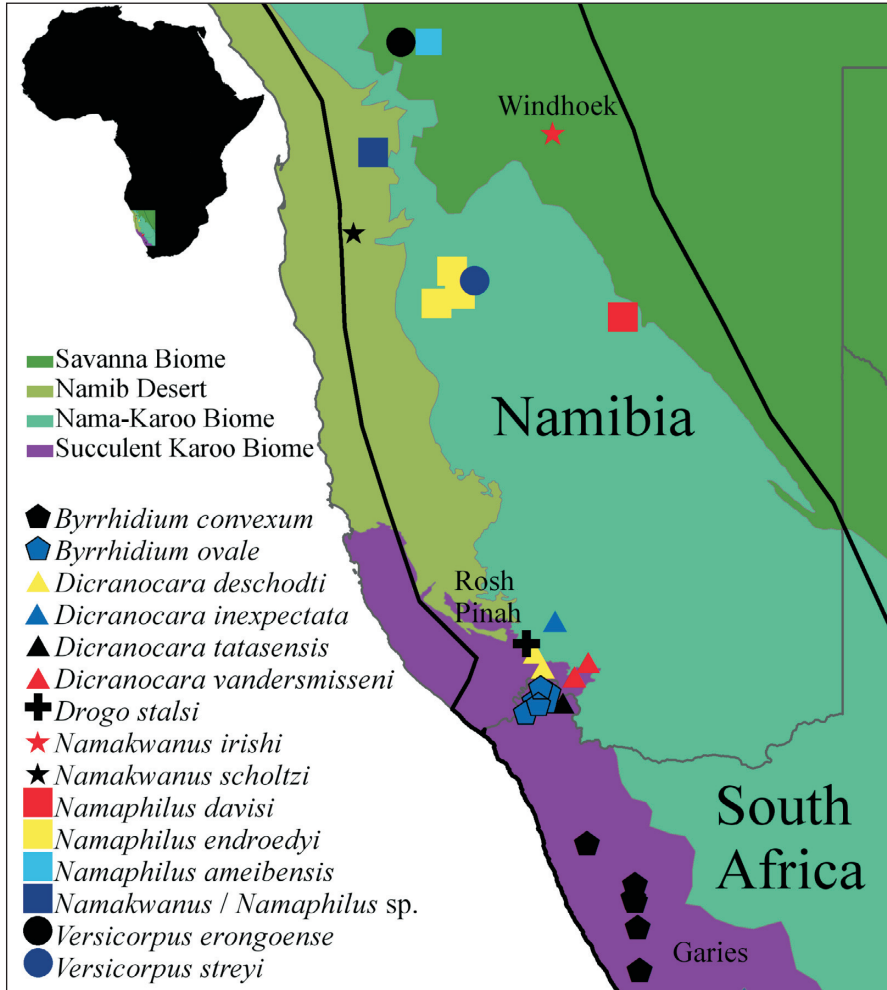 Windhoek
Savanna Biome
Namib Desert
Nama-Karoo Biome
Succulent Karoo Biome
Namibia
Byrrhidium convexum
Byrrhidium ovale
Dicranocara deschodti
Dicranocara inexpectata
Dicranocara tatasensis
Dicranocara vandersmisseni
Drogo stalsi
Namakwanus irishi
Namakwanus scholtzi
Namaphilus davisi
Namaphilus endroedyi
Namaphilus ameibensis
Namakwanus / Namaphilus sp.
Versicorpus erongoense
Versicorpus streyi
Rosh
Pinah
South
Africa
Garies